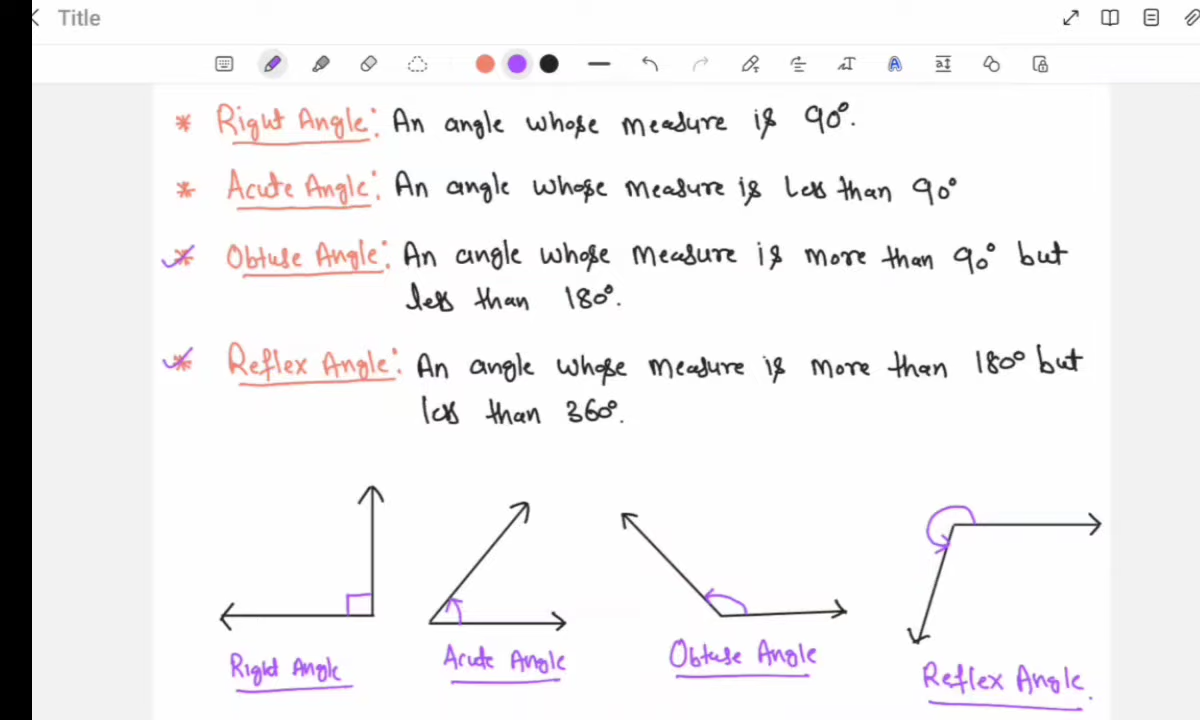 Title
* Right Angle: An angle whose measure is 90°.
* Acute Angle: An angle whose measure is less than 90°
* Obtuse Angle: An angle whose measure is more than 90° but
less than 180°.
* Reflex Angle: An angle whose measure is more than 180° but
less than 360°.
Right Angle
Acute Angle
Obtuse Angle
Reflex Angle.